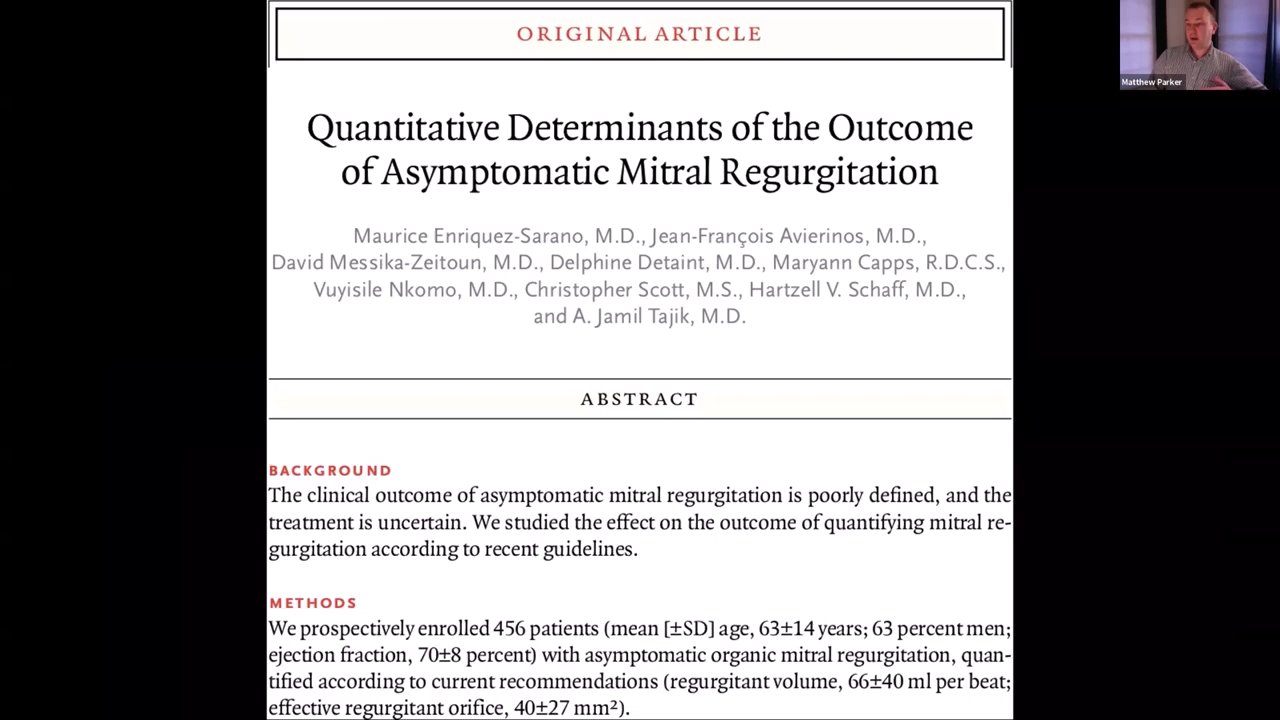 ORIGINAL ARTICLE
Matthew Parker
Quantitative Determinants of the Outcome
of Asymptomatic Mitral Regurgitation
Maurice Enriquez-Sarano, M.D., Jean-François Avierinos, M.D.,
David Messika-Zeitoun, M.D., Delphine Detaint, M.D., Maryann Capps, R.D.C.S.,
Vuyisile Nkomo, M.D., Christopher Scott, M.S., Hartzell V. Schaff, M.D.,
and A. Jamil Tajik, M.D.
ABSTRACT
BACKGROUND
The clinical outcome of asymptomatic mitral regurgitation is poorly defined, and the
treatment is uncertain. We studied the effect on the outcome of quantifying mitral re-
gurgitation according to recent guidelines.
METHODS
We prospectively enrolled 456 patients (mean [±SD] age, 63±14 years; 63 percent men;
ejection fraction, 70±8 percent) with asymptomatic organic mitral regurgitation, quan-
tified according to current recommendations (regurgitant volume, 66±40 ml per beat;
effective regurgitant orifice, 40±27 mm²).